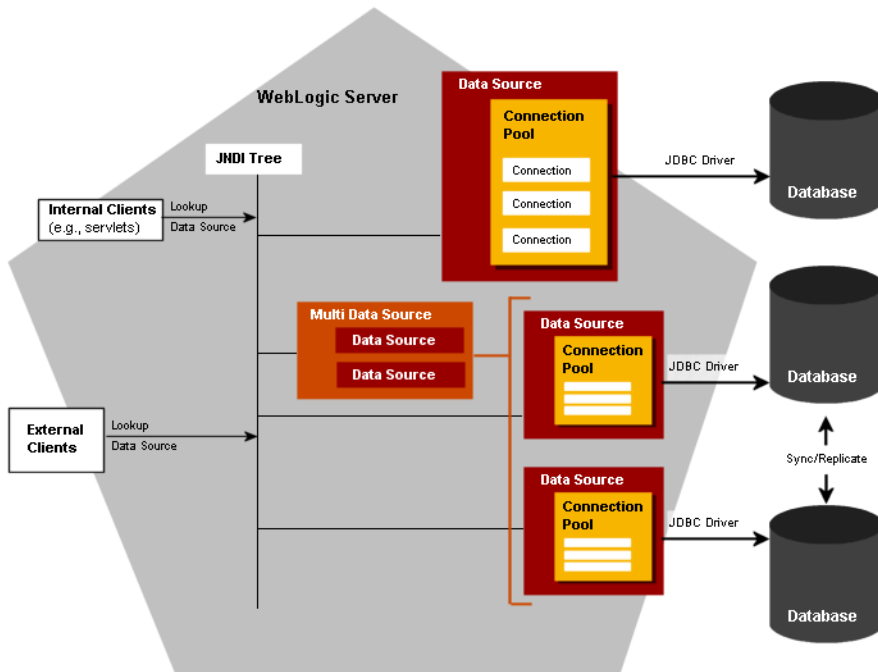 WebLogic Server
Data Source
Connection
Pool
Connection
Connection
Connection
JDBC Driver
Database
JNDI Tree
Internal Clients
(e.g., servlets)
Lookup
Data Source
Multi Data Source
Data Source
Data Source
Data Source
Connection
Pool
JDBC Driver
Database
External
Clients
Lookup
Data Source
Sync/Replicate
Data Source
Connection
Pool
JDBC Driver
Database